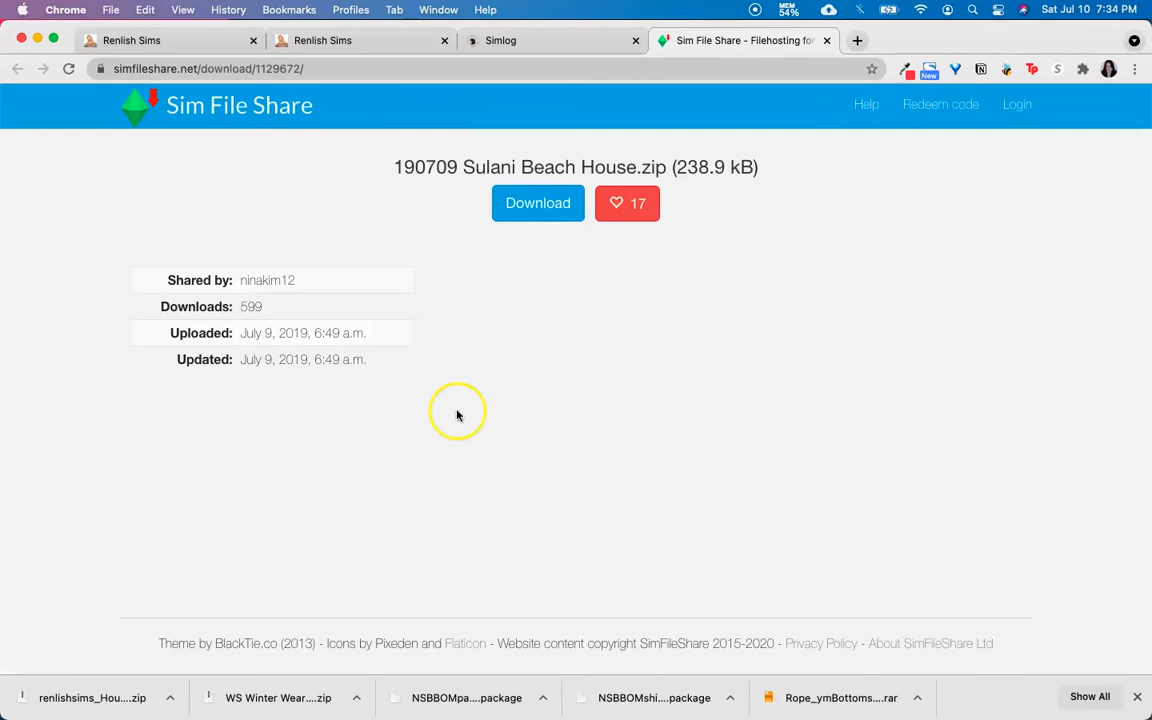 Chrome File Edit View History Bookmarks Profiles Tab Window Help MEM 54% Sat Jul 10 7:34 PM
Renlish Sims Renlish Sims Simlog Sim File Share - Filehosting for
simfileshare.net/download/1129672/ New Tp S
Sim File Share Help Redeem code Login
190709 Sulani Beach House.zip (238.9 kB)
Download 17
Shared by: ninakim12
Downloads: 599
Uploaded: July 9, 2019, 6:49 a.m.
Updated: July 9, 2019, 6:49 a.m.
Theme by BlackTie.co (2013) - Icons by Pixeden and Flaticon - Website content copyright SimFileShare 2015-2020 - Privacy Policy - About SimFileShare Ltd
renlishsims_Hou....zip WS Winter Wear....zip NSBBOMpa....package NSBBOMshi....package Rope_ymBottoms....rar Show All